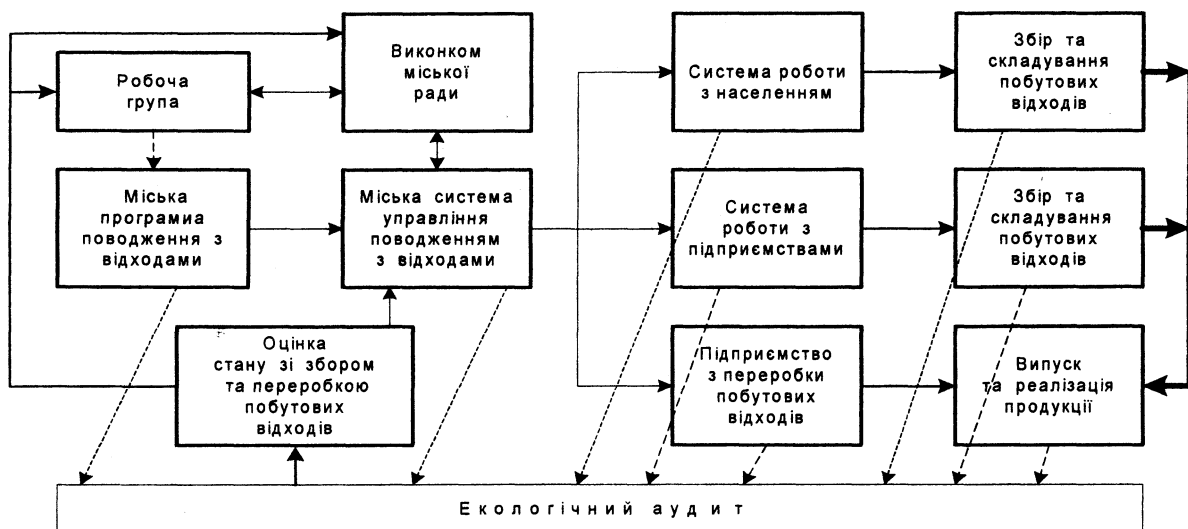 Робоча
група
Виконком
міської
ради
Система роботи
з населенням
Збір та
складування
побутових
відходів
Міська
програмиа
поводження з
відходами
Міська система
управління
поводженням
з відходами
Система
роботи з
підприємствами
Збір та
складування
побутових
відходів
Оцінка
стану зі збором
та переробкою
побутових
відходів
Підприємство
з переробки
побутових
відходів
Випуск
та реалізація
продукції
Екологічний аудит